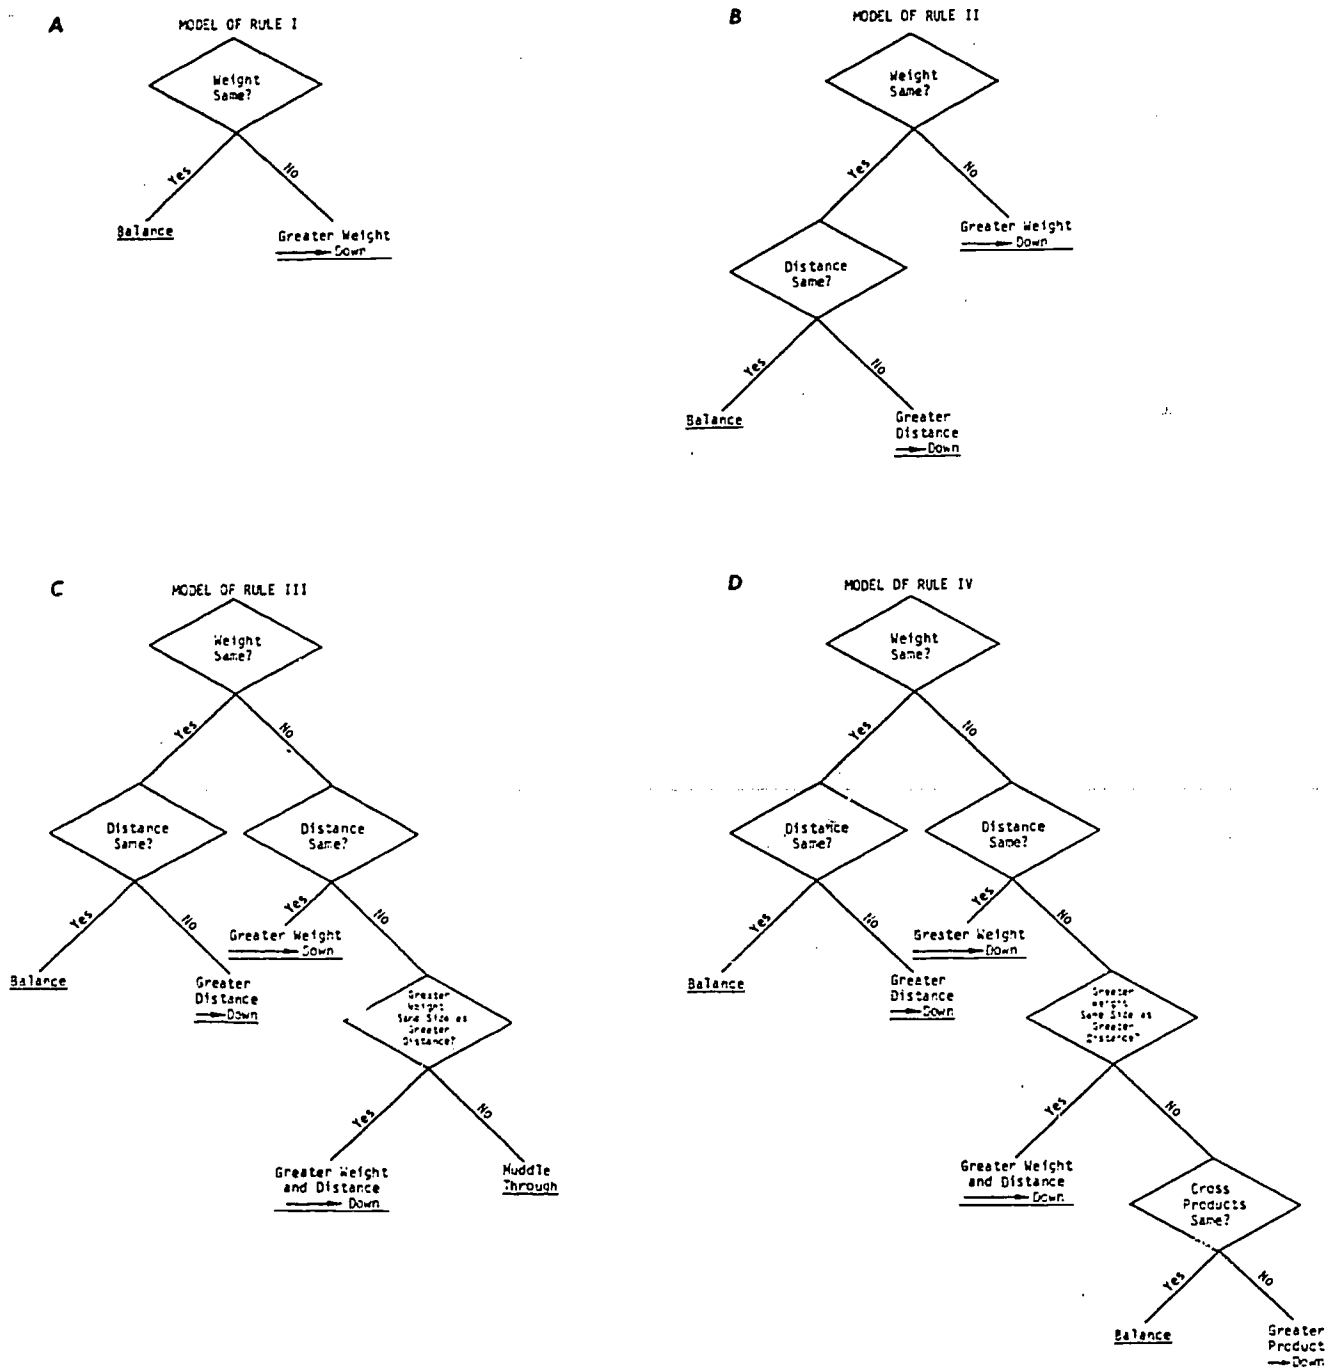 A
MODEL OF RULE I
Weight
Same?
Yes
No
Balance
Greater Weight
Down
B
MODEL OF RULE II
Weight
Same?
Yes
No
Greater Weight
Down
Distance
Same?
Yes
No
Balance
Greater
Distance
Down
C
MODEL OF RULE III
Weight
Same?
Yes
No
Distance
Same?
Distance
Same?
Yes
No
Yes
No
Balance
Greater
Distance
Down
Greater Weight
Down
Greater
Weight
Same Size as
Greater
Distance?
Yes
No
Greater Weight
and Distance
Down
Muddle
Through
D
MODEL OF RULE IV
Weight
Same?
Yes
No
Distance
Same?
Distance
Same?
Yes
No
Yes
No
Balance
Greater
Distance
Down
Greater Weight
Down
Greater
Weight
Same Size as
Greater
Distance?
Yes
No
Greater Weight
and Distance
Down
Cross
Products
Same?
Yes
No
Balance
Greater
Product
Down